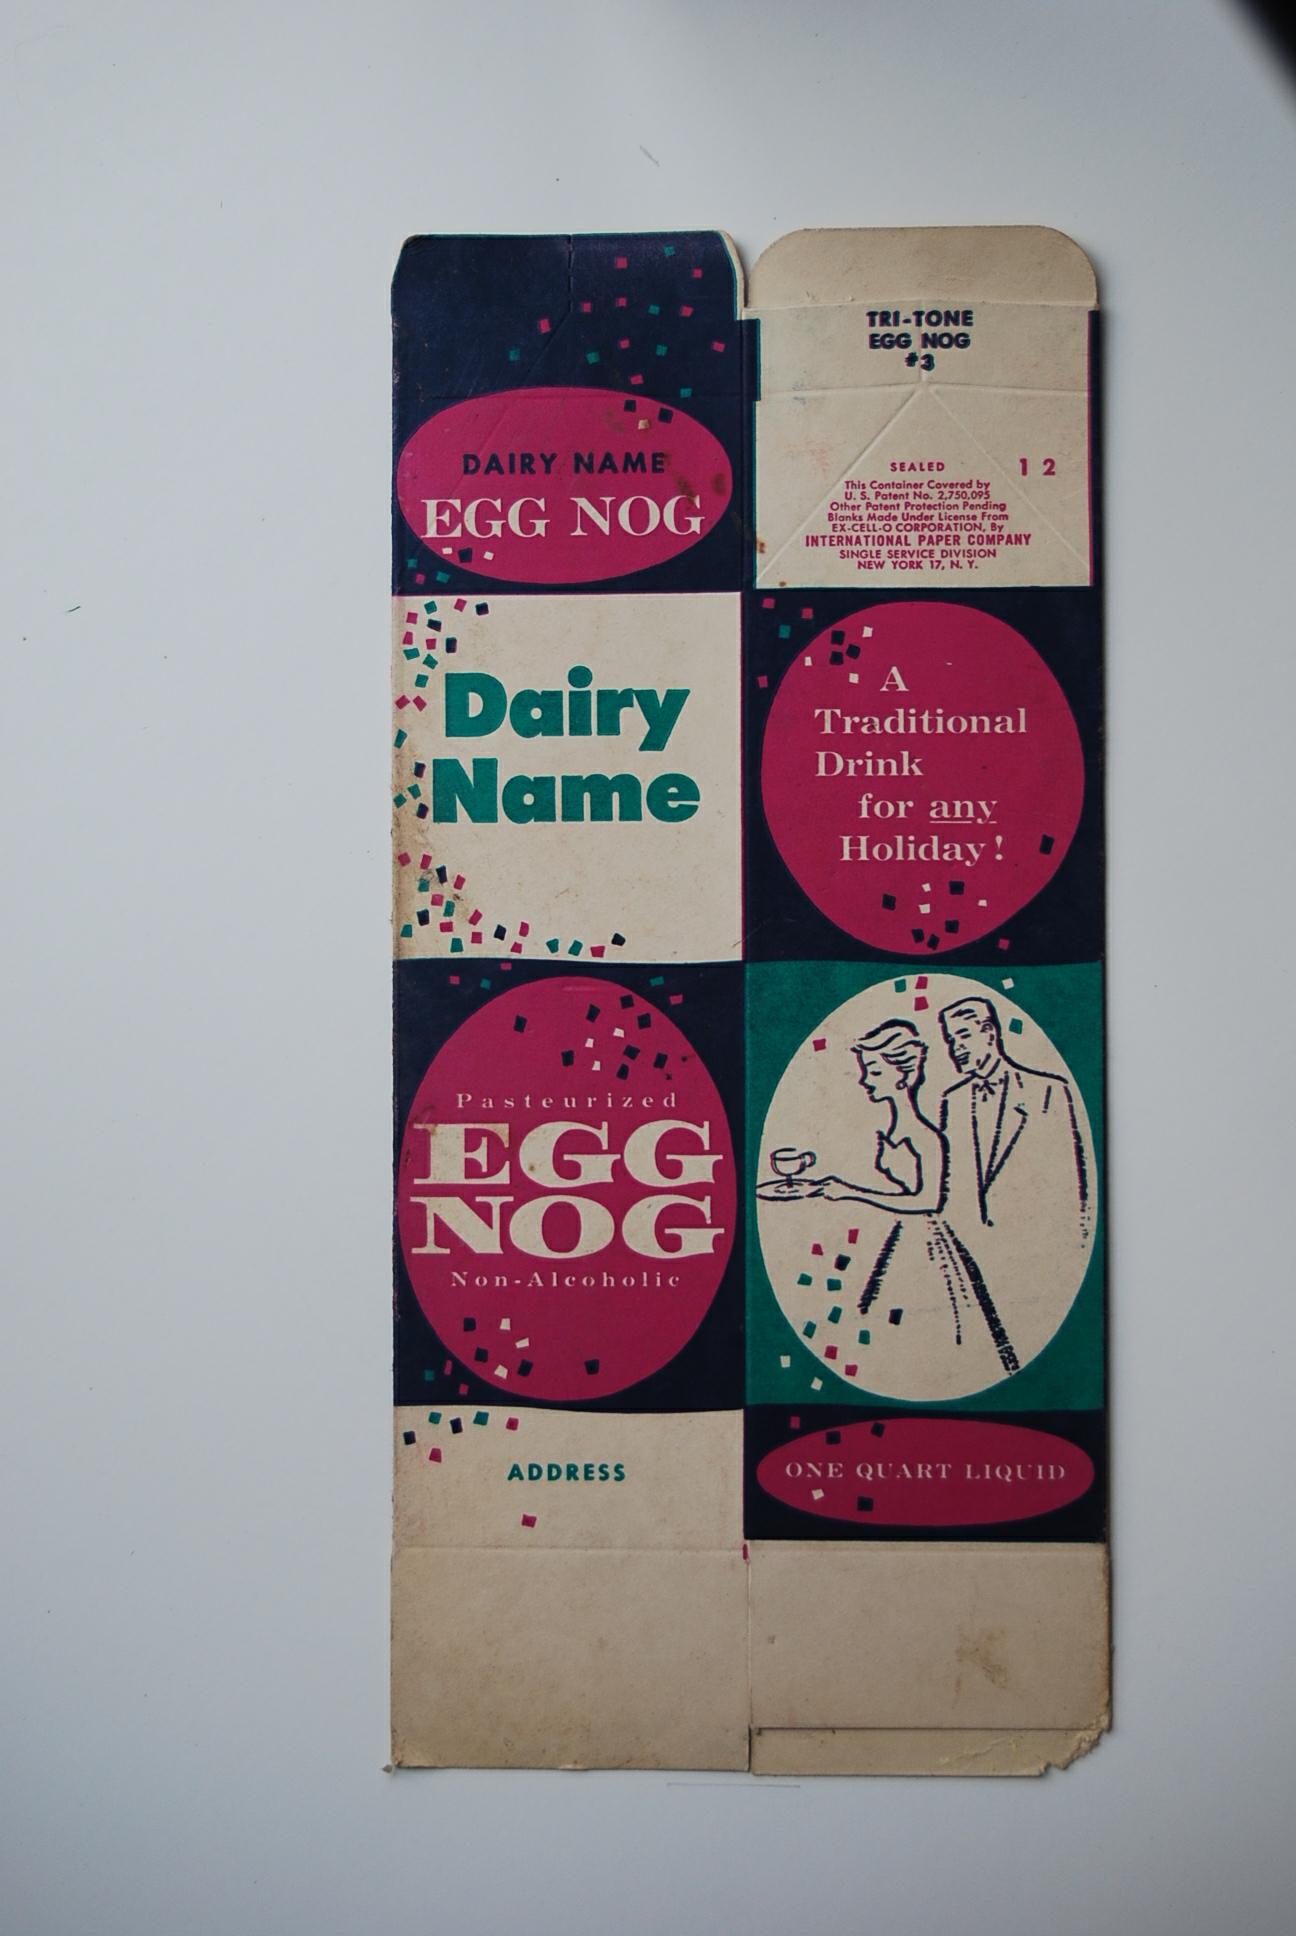 DAIRY NAME
EGG NOG
Dairy
Name
Pasteurized
EGG
NOG
Non-Alcoholic
ADDRESS
TRI-TONE
EGG NOG
#3
SEALED
12
This Container Covered by
U. S. Patent No. 2,750,095
Other Patent Protection Pending
Blanks Made Under License From
EX-CELL-O CORPORATION, By
INTERNATIONAL PAPER COMPANY
SINGLE SERVICE DIVISION
NEW YORK 17, N. Y.
A
Traditional
Drink
for any
Holiday!
ONE QUART LIQUID